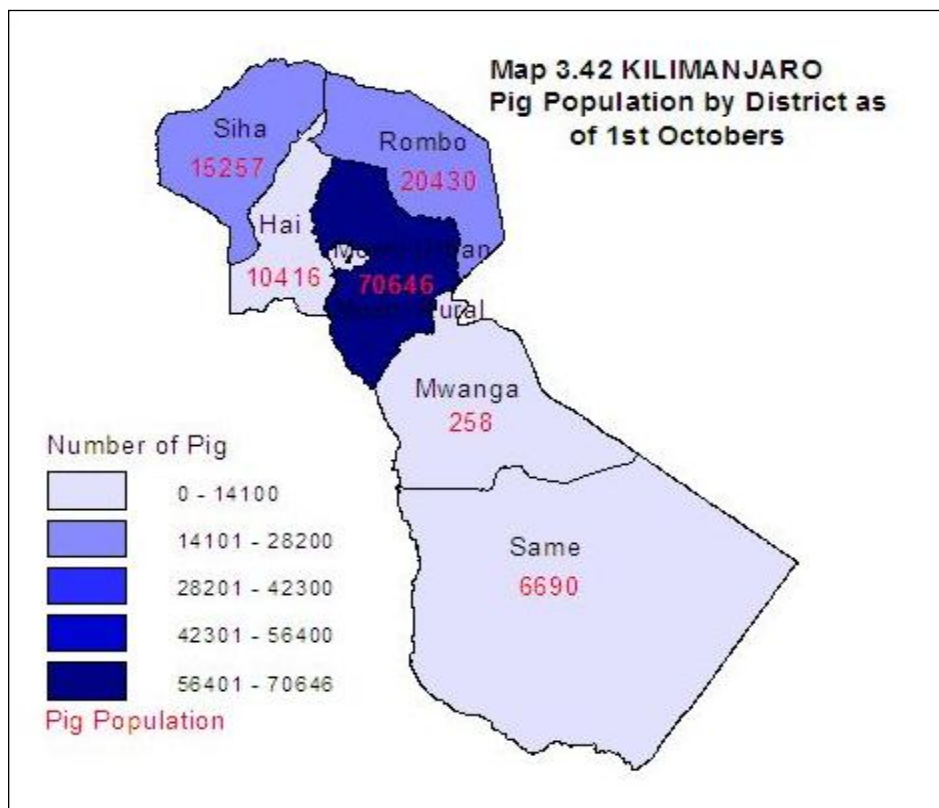 Map 3.42 KILIMANJARO
Pig Population by District as
of 1st Octobers
Siha
15257
Rombo
20430
Hai
10416
70646
Mwanga
258
Same
6690
Number of Pig
0 - 14100
14101 - 28200
28201 - 42300
42301 - 56400
56401 - 70646
Pig Population